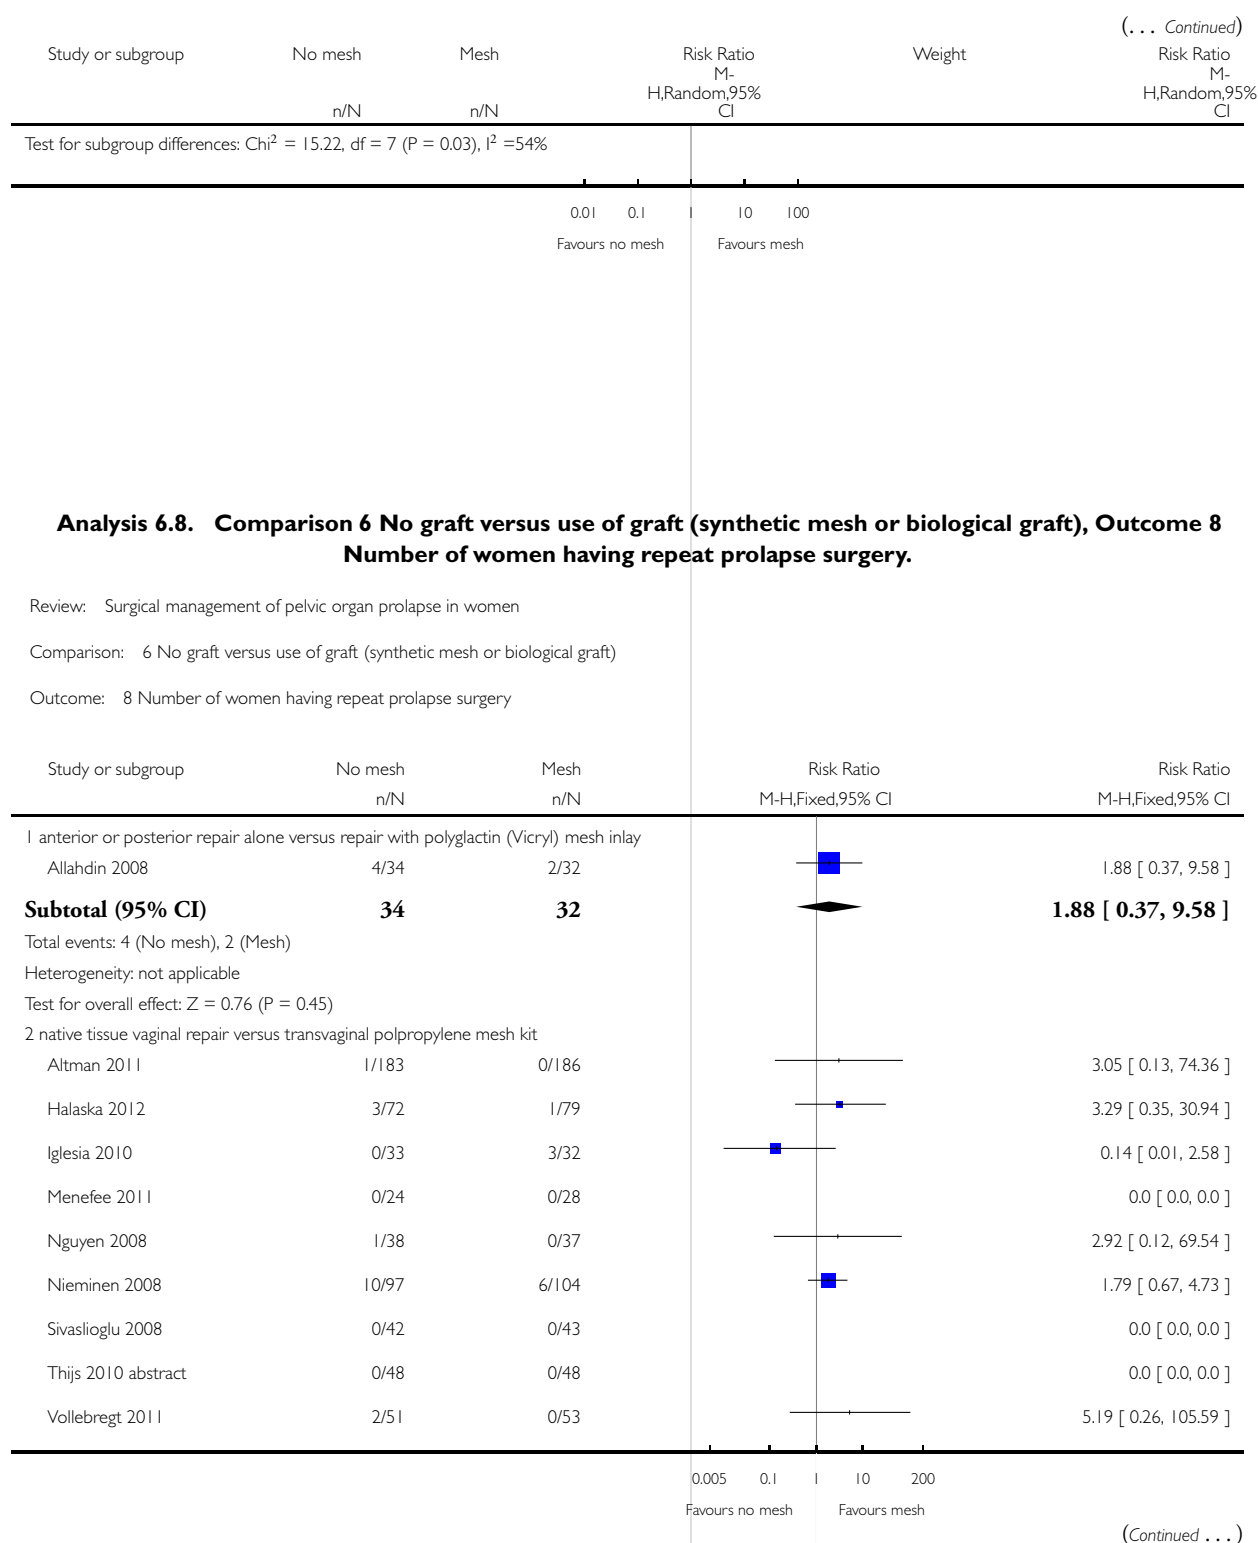 (... Continued)
Study or subgroup No mesh Mesh Risk Ratio Weight Risk Ratio
M- M-
H,Random,95% H,Random,95%
n/N n/N CI CI
Test for subgroup differences: Chi² = 15.22, df = 7 (P = 0.03), I² =54%
0.01 0.1 1 10 100
Favours no mesh Favours mesh
Analysis 6.8. Comparison 6 No graft versus use of graft (synthetic mesh or biological graft), Outcome 8
Number of women having repeat prolapse surgery.
Review: Surgical management of pelvic organ prolapse in women
Comparison: 6 No graft versus use of graft (synthetic mesh or biological graft)
Outcome: 8 Number of women having repeat prolapse surgery
Study or subgroup No mesh Mesh Risk Ratio Risk Ratio
n/N n/N M-H,Fixed,95% CI M-H,Fixed,95% CI
1 anterior or posterior repair alone versus repair with polyglactin (Vicryl) mesh inlay
Allahdin 2008 4/34 2/32 1.88 [ 0.37, 9.58 ]
Subtotal (95% CI) 34 32 1.88 [ 0.37, 9.58 ]
Total events: 4 (No mesh), 2 (Mesh)
Heterogeneity: not applicable
Test for overall effect: Z = 0.76 (P = 0.45)
2 native tissue vaginal repair versus transvaginal polpropylene mesh kit
Altman 2011 1/183 0/186 3.05 [ 0.13, 74.36 ]
Halaska 2012 3/72 1/79 3.29 [ 0.35, 30.94 ]
Iglesia 2010 0/33 3/32 0.14 [ 0.01, 2.58 ]
Menefee 2011 0/24 0/28 0.0 [ 0.0, 0.0 ]
Nguyen 2008 1/38 0/37 2.92 [ 0.12, 69.54 ]
Nieminen 2008 10/97 6/104 1.79 [ 0.67, 4.73 ]
Sivaslioglu 2008 0/42 0/43 0.0 [ 0.0, 0.0 ]
Thijs 2010 abstract 0/48 0/48 0.0 [ 0.0, 0.0 ]
Vollebregt 2011 2/51 0/53 5.19 [ 0.26, 105.59 ]
0.005 0.1 1 10 200
Favours no mesh Favours mesh
(Continued ...)